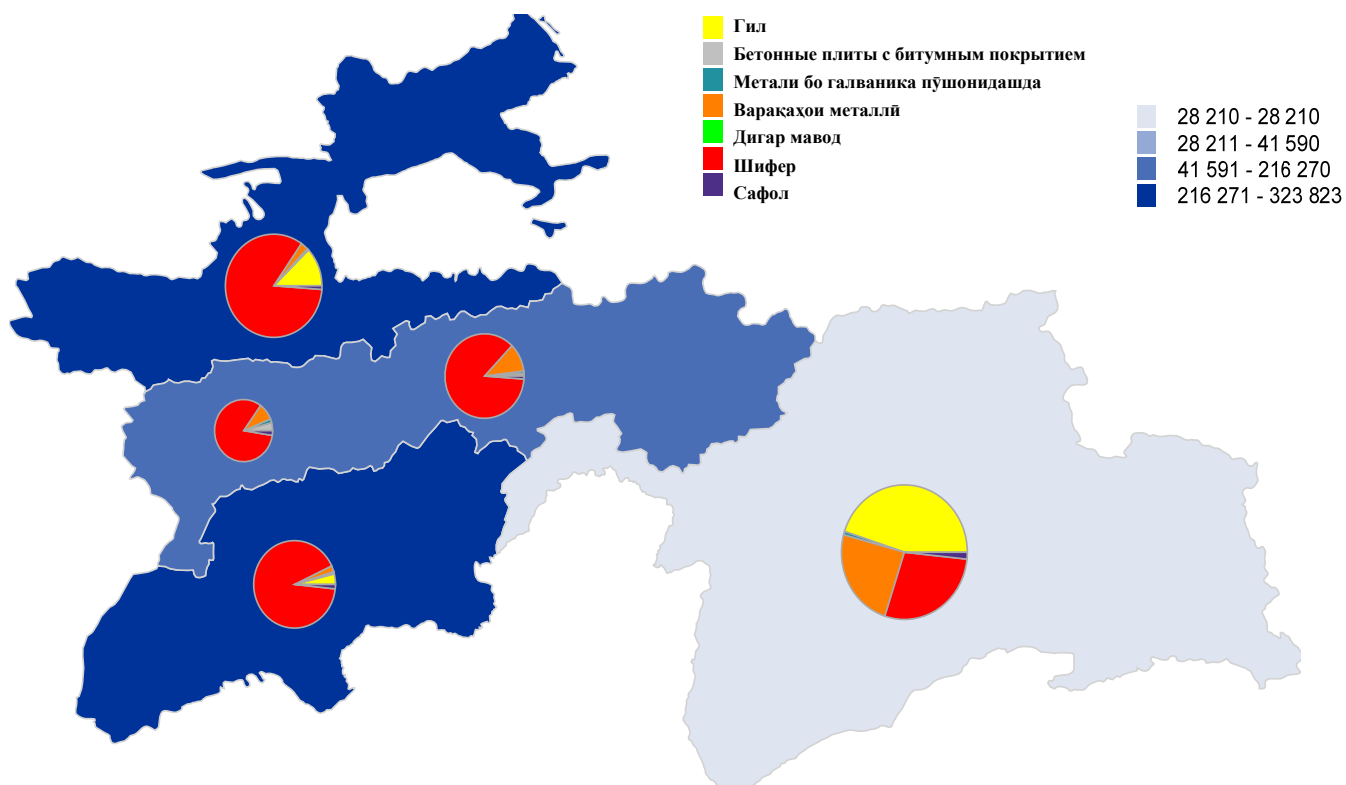 Гил
Бетонные плиты с битумным покрытием
Метали бо галваника пӯшонидашда
Варақаҳои металлӣ
Дигар мавод
Шифер
Сафол
28 210 - 28 210
28 211 - 41 590
41 591 - 216 270
216 271 - 323 823